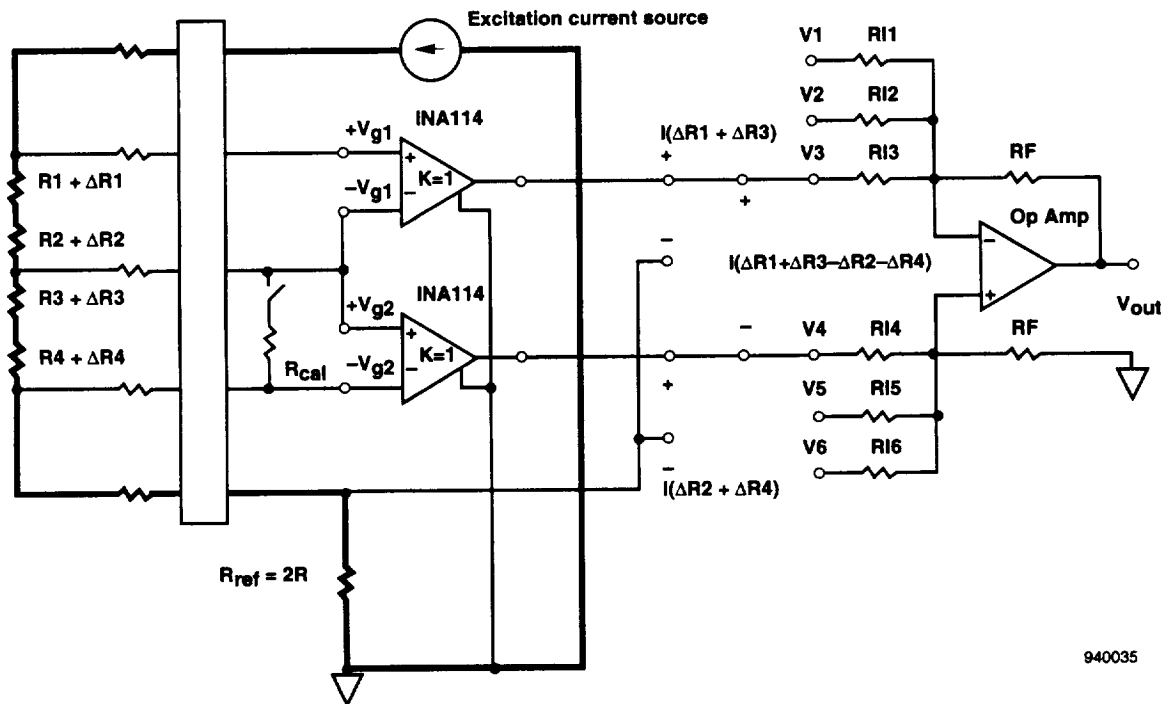 Excitation current source
INA114
+Vg1
+
K=1
−Vg1
−
R1 + ΔR1
R2 + ΔR2
R3 + ΔR3
R4 + ΔR4
INA114
+Vg2
+
K=1
−Vg2
−
Rcal
Rref = 2R
I(ΔR1 + ΔR3)
+
+
−
I(ΔR1+ΔR3−ΔR2−ΔR4)
−
+
−
I(ΔR2 + ΔR4)
V1 RI1
V2 RI2
V3 RI3
RF
Op Amp
−
+
Vout
V4 RI4
RF
V5 RI5
V6 RI6
940035